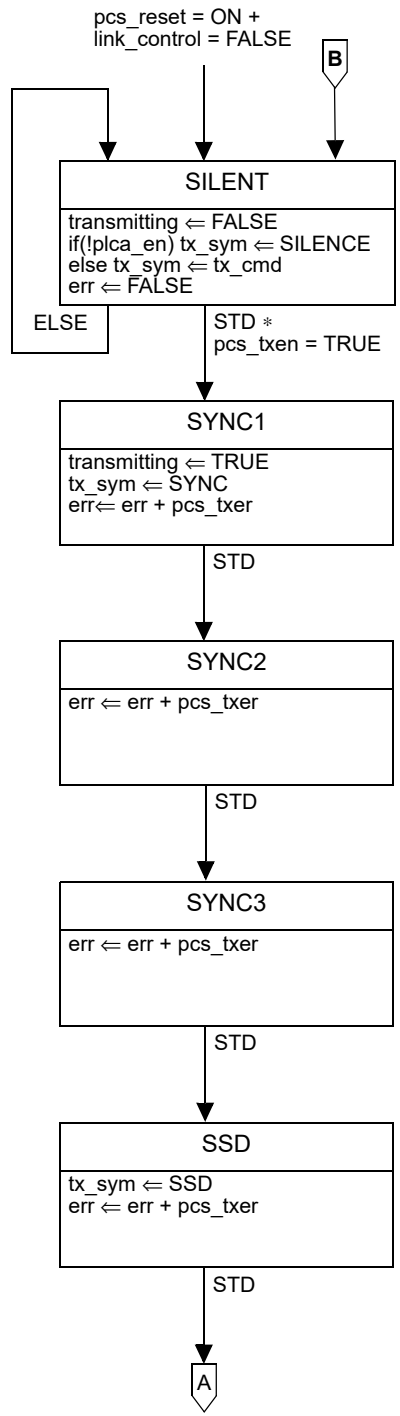 pcs_reset = ON +
link_control = FALSE
B
SILENT
transmitting ⇐ FALSE
if(!plca_en) tx_sym ⇐ SILENCE
else tx_sym ⇐ tx_cmd
err ⇐ FALSE
ELSE
STD *
pcs_txen = TRUE
SYNC1
transmitting ⇐ TRUE
tx_sym ⇐ SYNC
err⇐ err + pcs_txer
STD
SYNC2
err ⇐ err + pcs_txer
STD
SYNC3
err ⇐ err + pcs_txer
STD
SSD
tx_sym ⇐ SSD
err ⇐ err + pcs_txer
STD
A